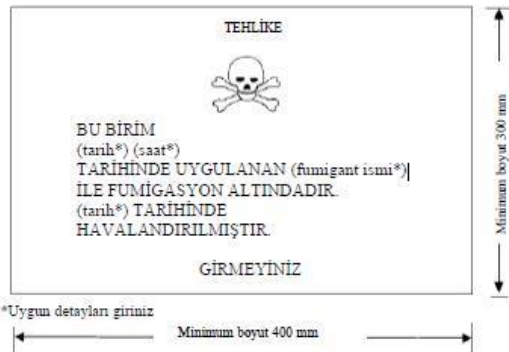 TEHLİKE
BU BİRİM
(tarih*) (saat*)
TARİHİNDE UYGULANAN (fumigant ismi*)
İLE FUMİGASYON ALTINDADIR.
(tarih*) TARİHİNDE
HAVALANDIRILMIŞTIR.
GİRMEYİNİZ
Minimum boyut 300 mm
*Uygun detayları giriniz
Minimum boyut 400 mm